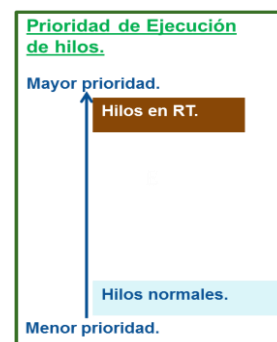 Prioridad de Ejecución
de hilos.
Mayor prioridad.
Hilos en RT.
Hilos normales.
Menor prioridad.